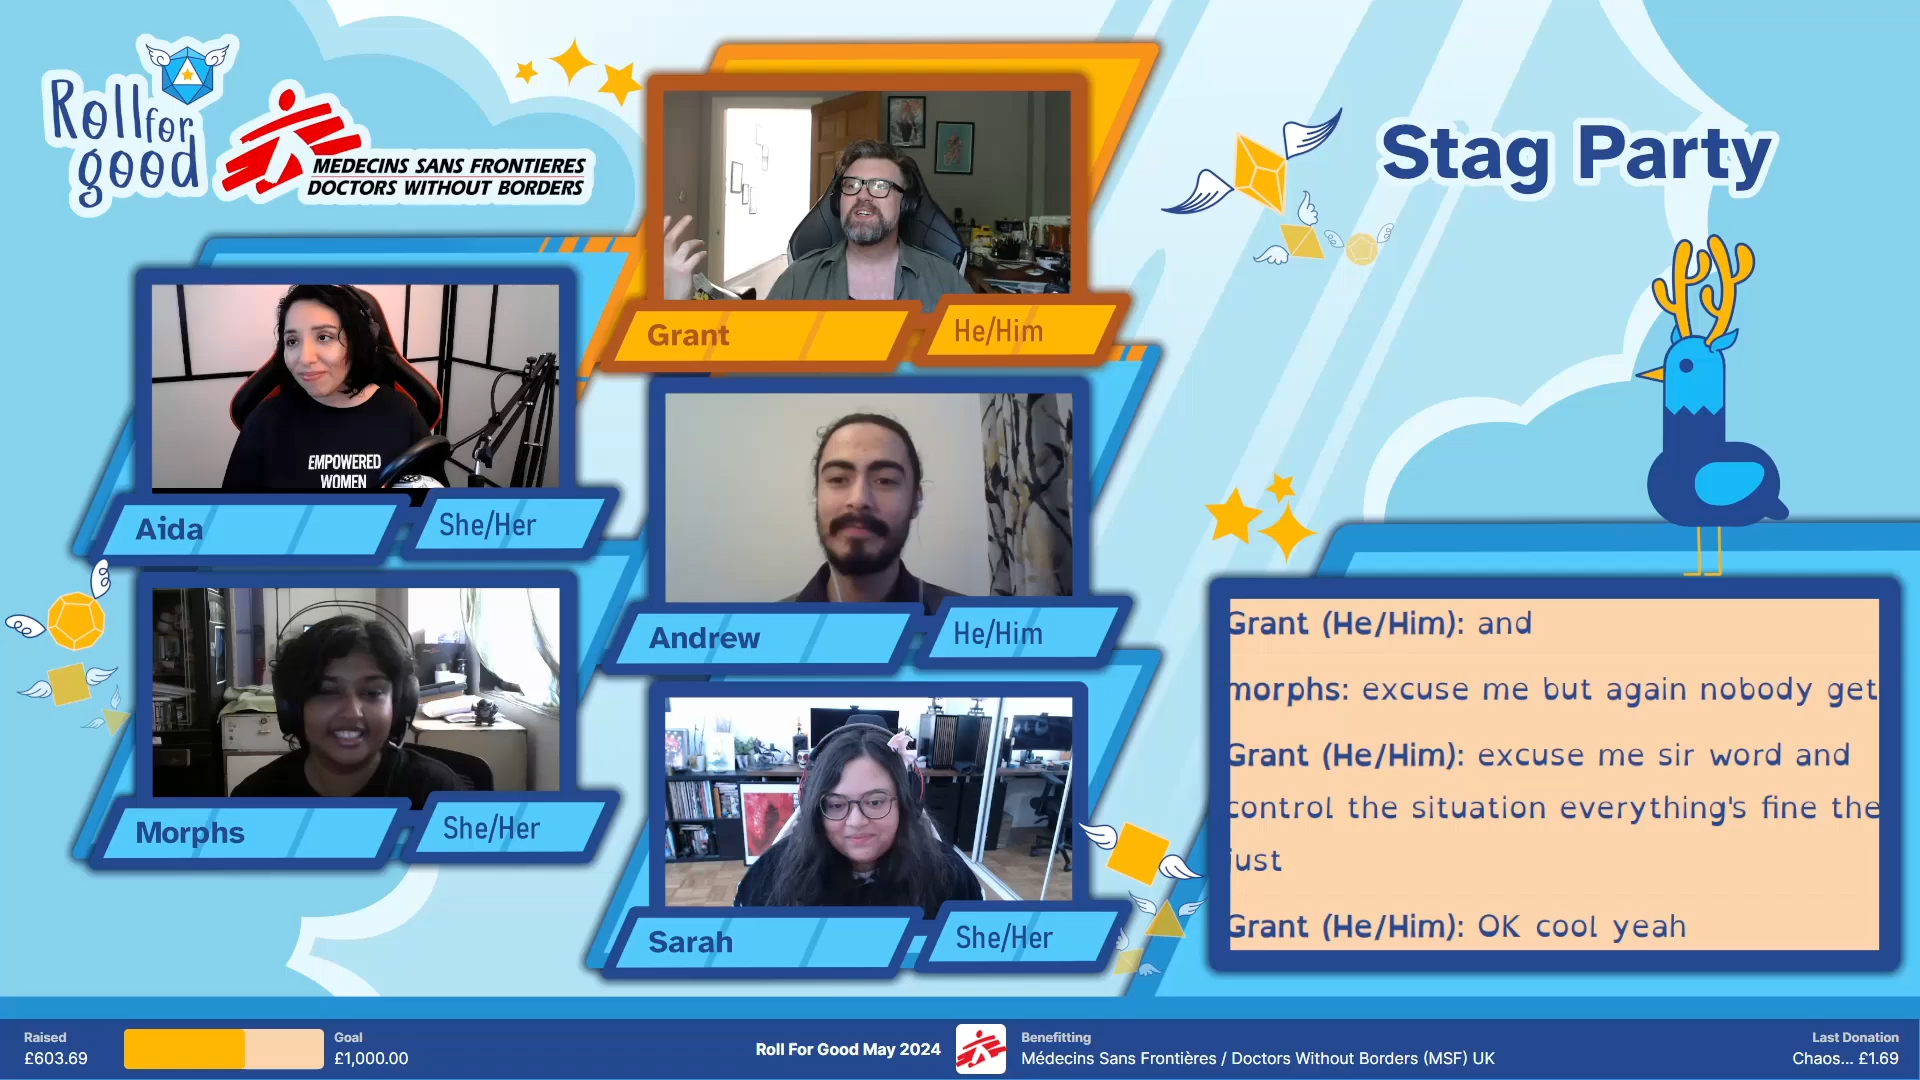 Roll for good
MEDECINS SANS FRONTIERES
DOCTORS WITHOUT BORDERS
Stag Party
Grant
He/Him
EMPOWERED
WOMEN
Aida
She/Her
Andrew
He/Him
Morphs
She/Her
Sarah
She/Her
Grant (He/Him): and
morphs: excuse me but again nobody get
Grant (He/Him): excuse me sir word and
control the situation everything's fine the
just
Grant (He/Him): OK cool yeah
Raised
£603.69
Goal
£1,000.00
Roll For Good May 2024
Benefitting
Médecins Sans Frontières / Doctors Without Borders (MSF) UK
Last Donation
Chaos... £1.69